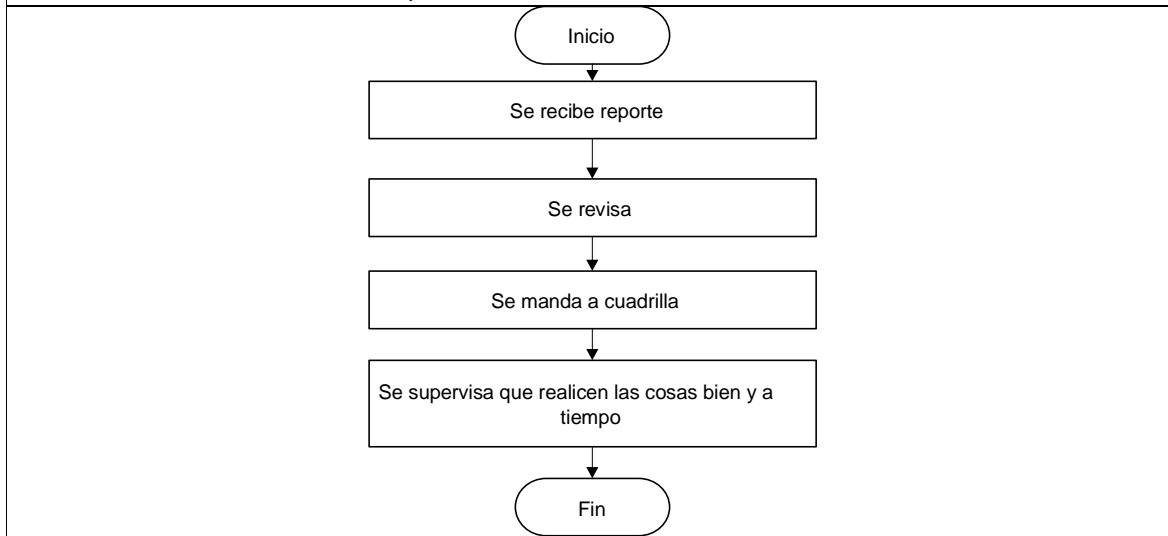 Inicio
Se recibe reporte
Se revisa
Se manda a cuadrilla
Se supervisa que realicen las cosas bien y a
tiempo
Fin